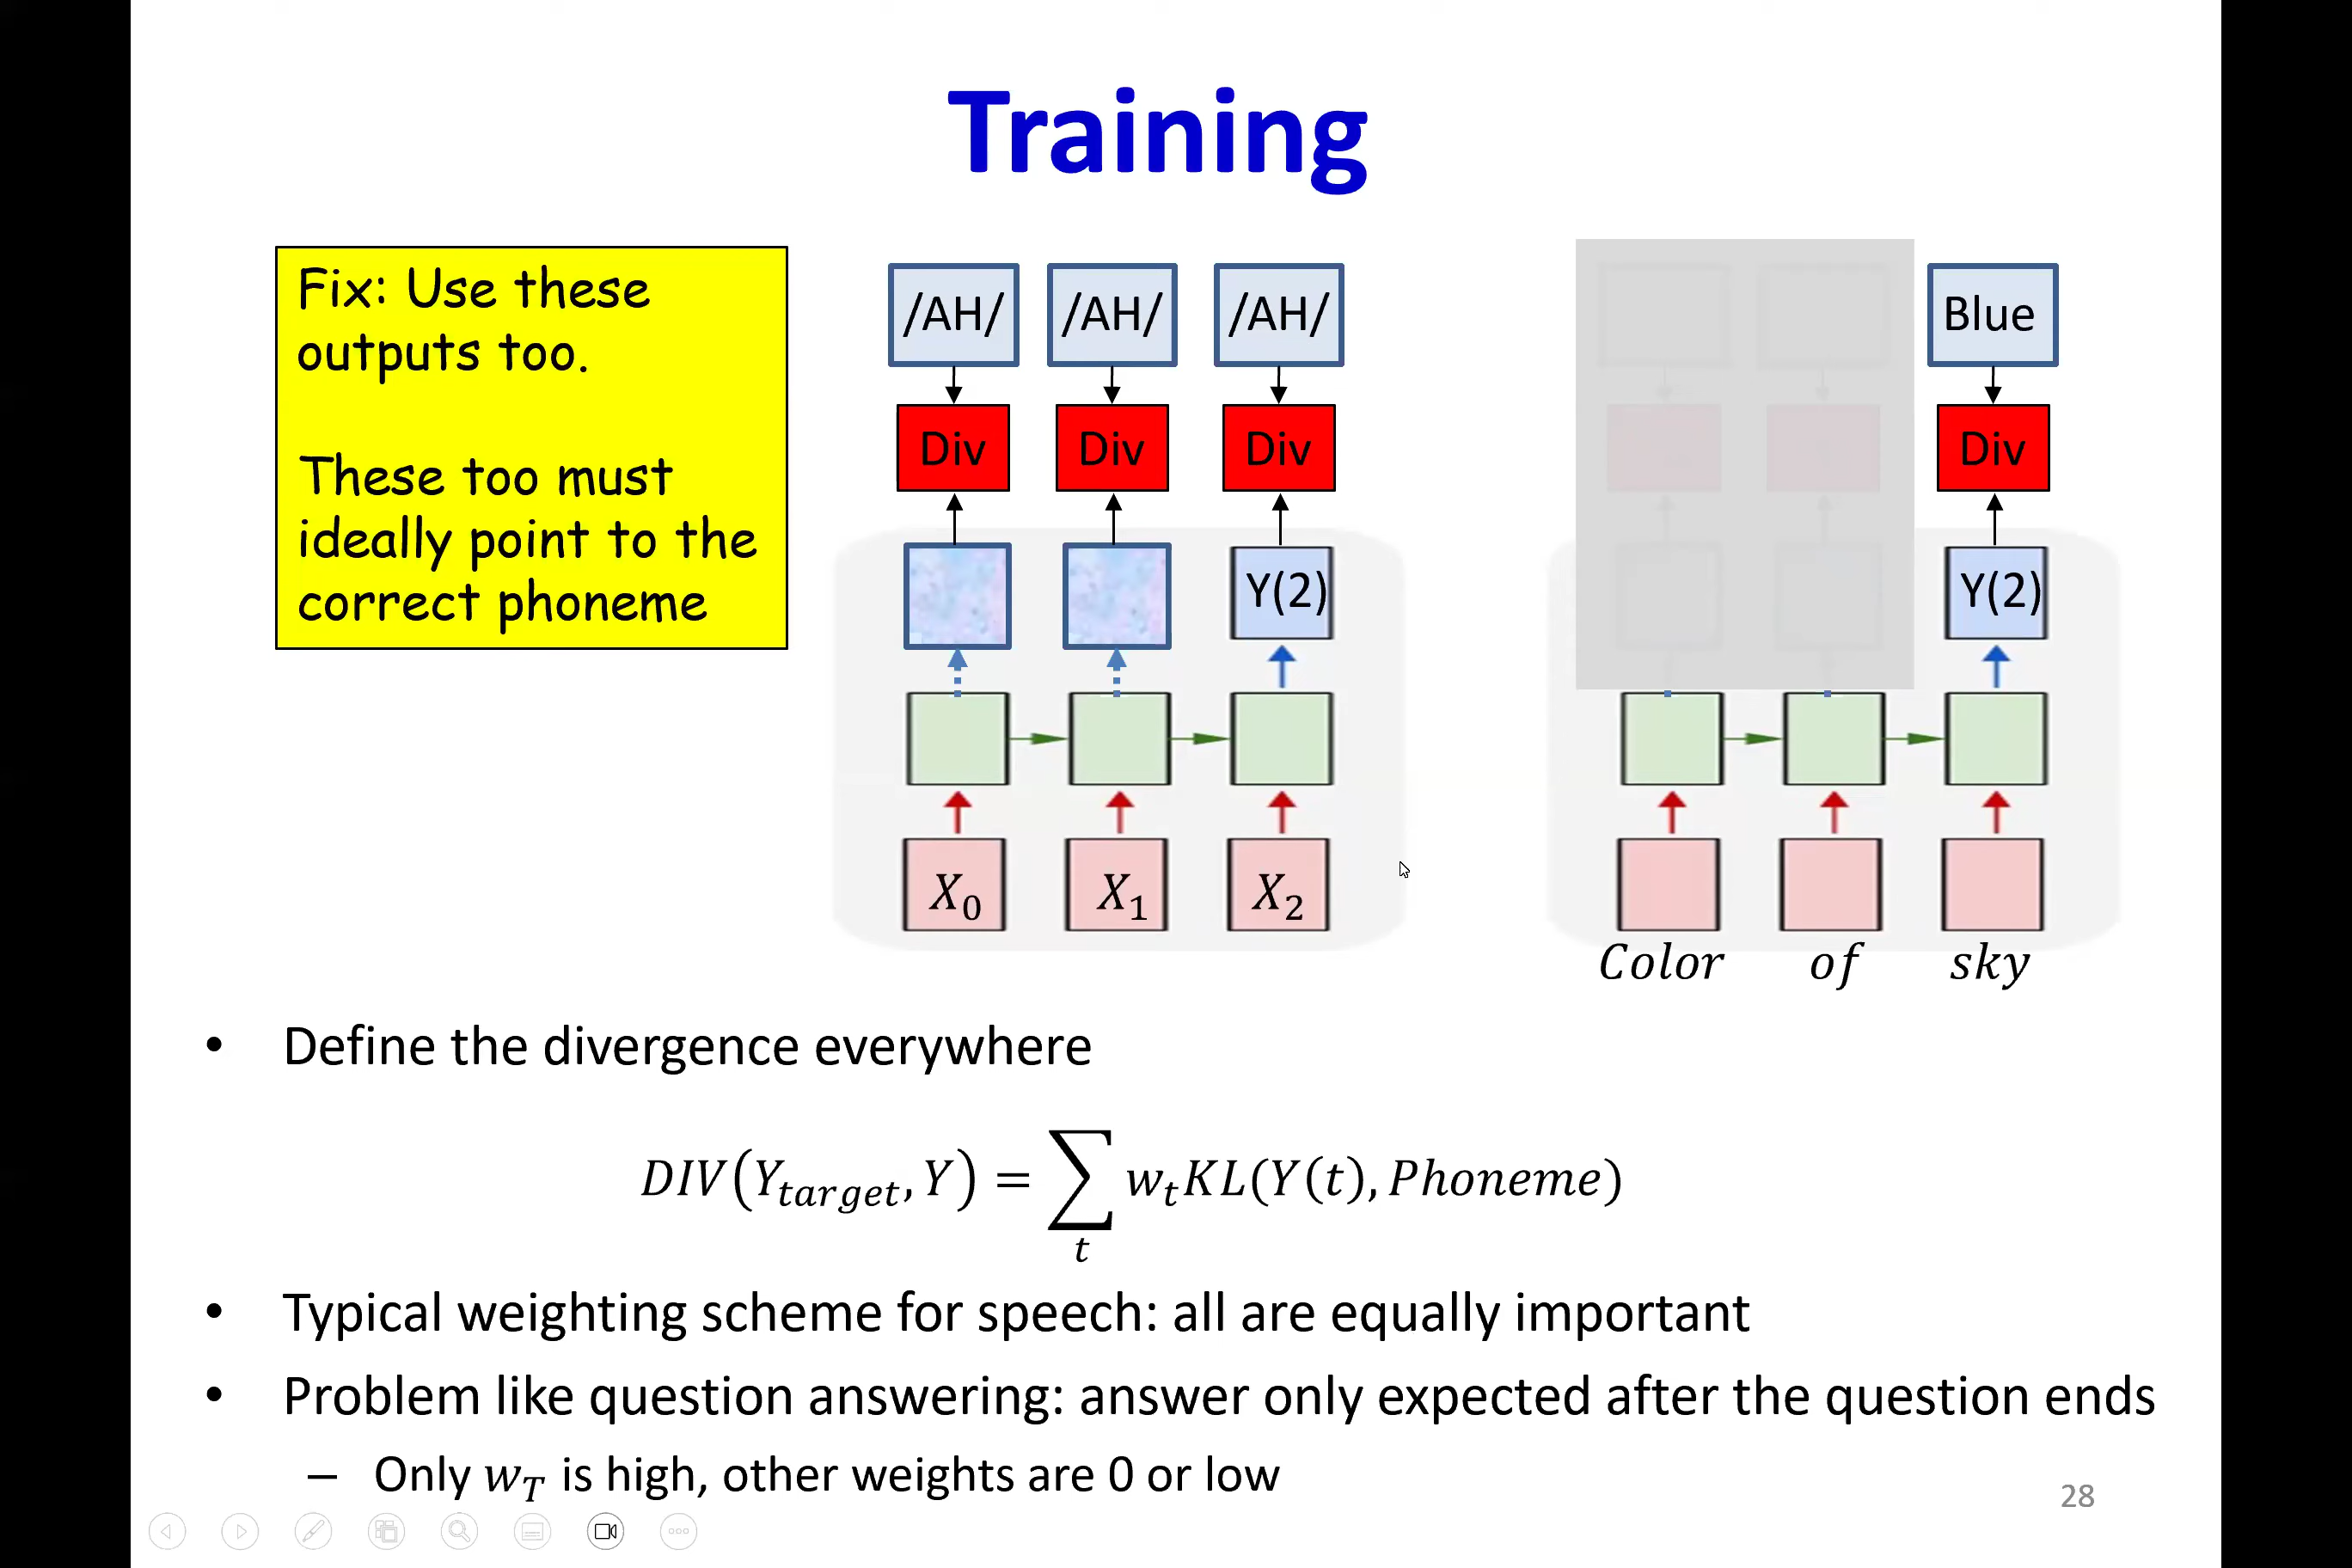 Training
Fix: Use these
outputs too.
These too must
ideally point to the
correct phoneme
/AH/ /AH/ /AH/
Div Div Div
Y(2)
X₀ X₁ X₂
Blue
Div
Y(2)
Color of sky
• Define the divergence everywhere
DIV(Y_target, Y) = ∑_t w_t KL(Y(t), Phoneme)
• Typical weighting scheme for speech: all are equally important
• Problem like question answering: answer only expected after the question ends
– Only w_T is high, other weights are 0 or low
28